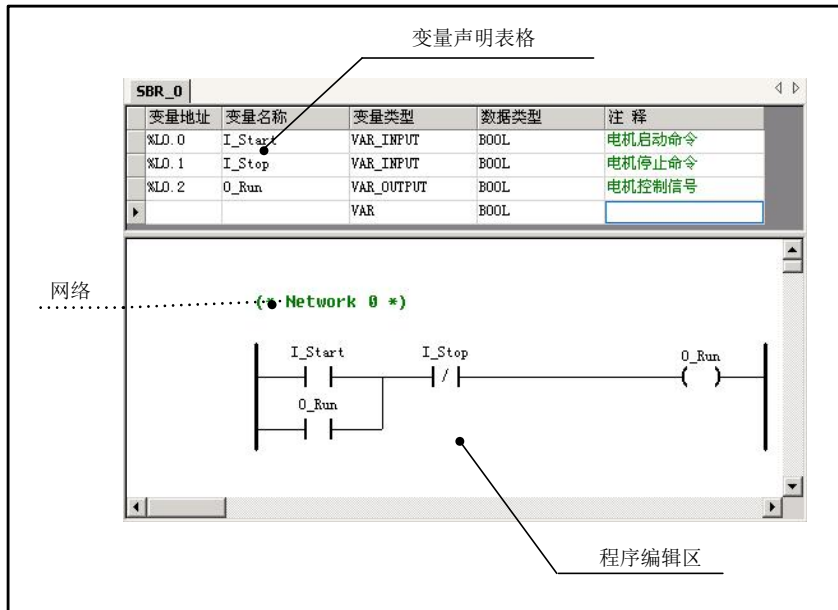 变量声明表格
SBR_0
变量地址 变量名称 变量类型 数据类型 注 释
%L0.0 I_Start VAR_INPUT BOOL 电机启动命令
%L0.1 I_Stop VAR_INPUT BOOL 电机停止命令
%L0.2 O_Run VAR_OUTPUT BOOL 电机控制信号
VAR BOOL
网络
(* Network 0 *)
I_Start I_Stop O_Run
O_Run
程序编辑区